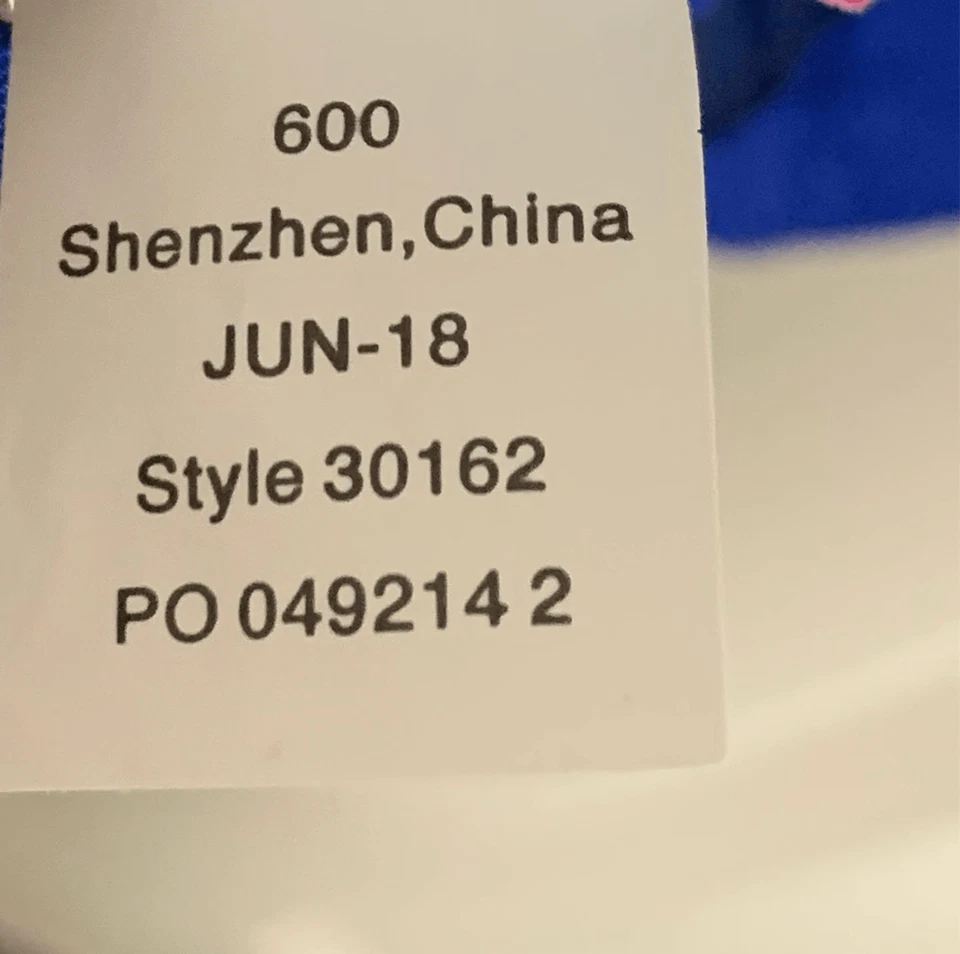 600
Shenzhen,China
JUN-18
Style 30162
PO 049214 2